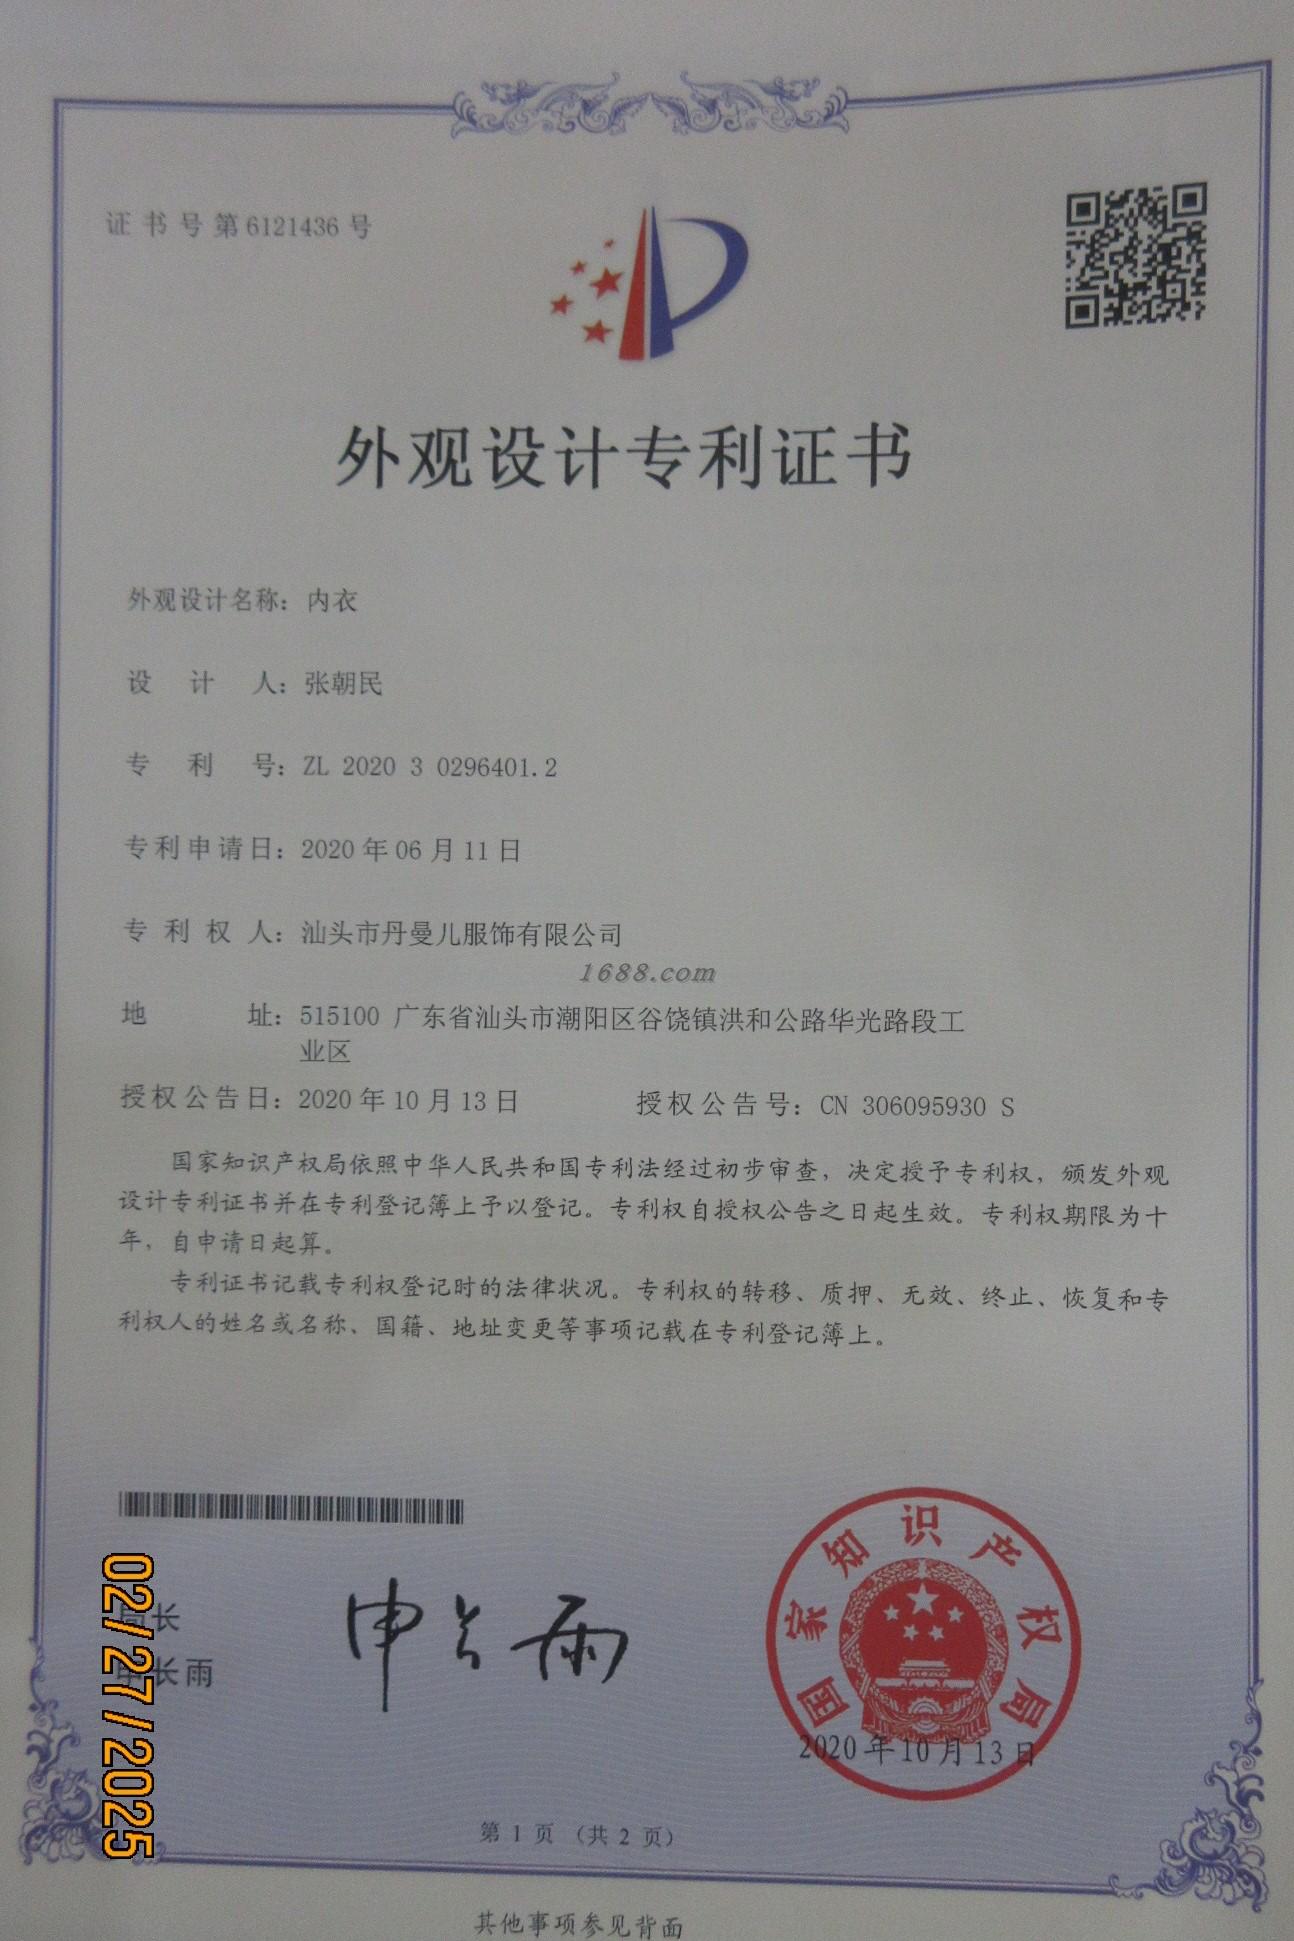 证书号第6121436号
外观设计专利证书
外观设计名称：内衣
设计人：张朝民
专利号：ZL 2020 3 0296401.2
专利申请日：2020年06月11日
专利权人：汕头市丹曼儿服饰有限公司
1688.com
地址：515100 广东省汕头市潮阳区谷饶镇洪和公路华光路段工
业区
授权公告日：2020年10月13日 授权公告号：CN 306095930 S
国家知识产权局依照中华人民共和国专利法经过初步审查，决定授予专利权，颁发外观
设计专利证书并在专利登记簿上予以登记。专利权自授权公告之日起生效。专利权期限为十
年，自申请日起算。
专利证书记载专利权登记时的法律状况。专利权的转移、质押、无效、终止、恢复和专
利权人的姓名或名称、国籍、地址变更等事项记载在专利登记簿上。
局长
申长雨
申长雨
国家知识产权局
2020年10月13日
02/27/2025
第 1 页 （共 2 页）
其他事项参见背面